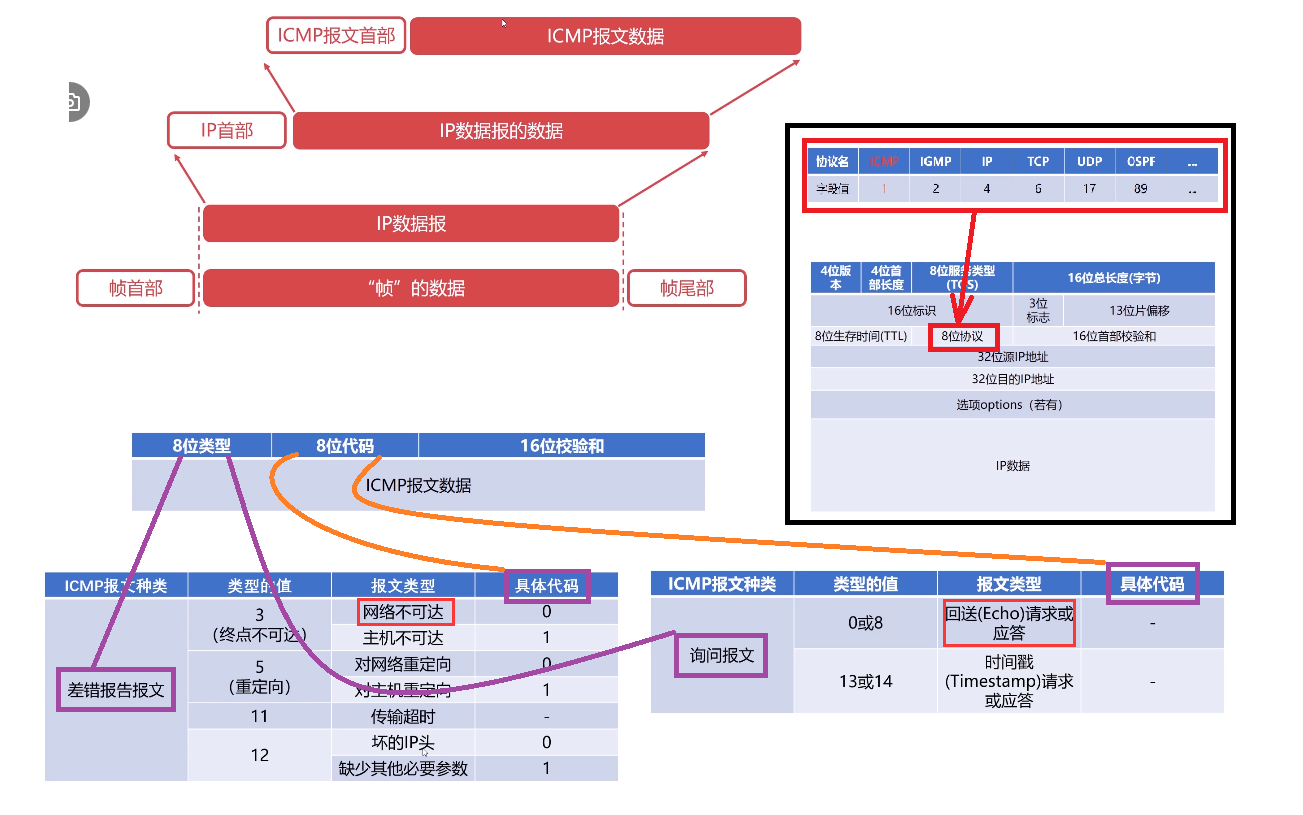 ICMP报文首部
ICMP报文数据
IP首部
IP数据报的数据
IP数据报
帧首部
“帧”的数据
帧尾部
协议名 ICMP IGMP IP TCP UDP OSPF ...
字段值 1 2 4 6 17 89 ..
4位版本 4位首部长度 8位服务类型(TOS) 16位总长度(字节)
16位标识 3位标志 13位片偏移
8位生存时间(TTL) 8位协议 16位首部校验和
32位源IP地址
32位目的IP地址
选项options（若有）
IP数据
8位类型 8位代码 16位校验和
ICMP报文数据
ICMP报文种类 类型的值 报文类型 具体代码
差错报告报文
3
（终点不可达）
网络不可达 0
主机不可达 1
5
（重定向）
对网络重定向 0
对主机重定向 1
11 传输超时 -
12
坏的IP头 0
缺少其他必要参数 1
ICMP报文种类 类型的值 报文类型 具体代码
询问报文
0或8 回送(Echo)请求或应答 -
13或14 时间戳(Timestamp)请求或应答 -